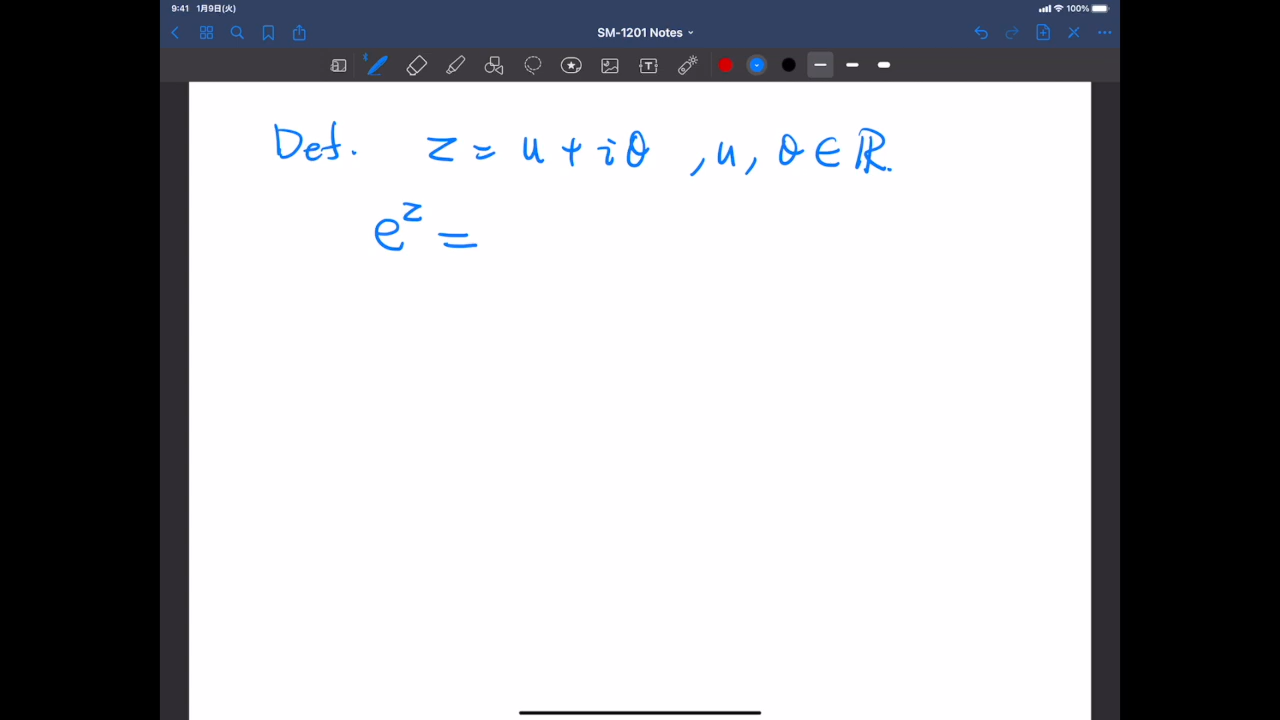 9:41 1月9日(火) 100%
SM-1201 Notes
Def. z = u + iθ , u, θ ∈ ℝ.
e^z =